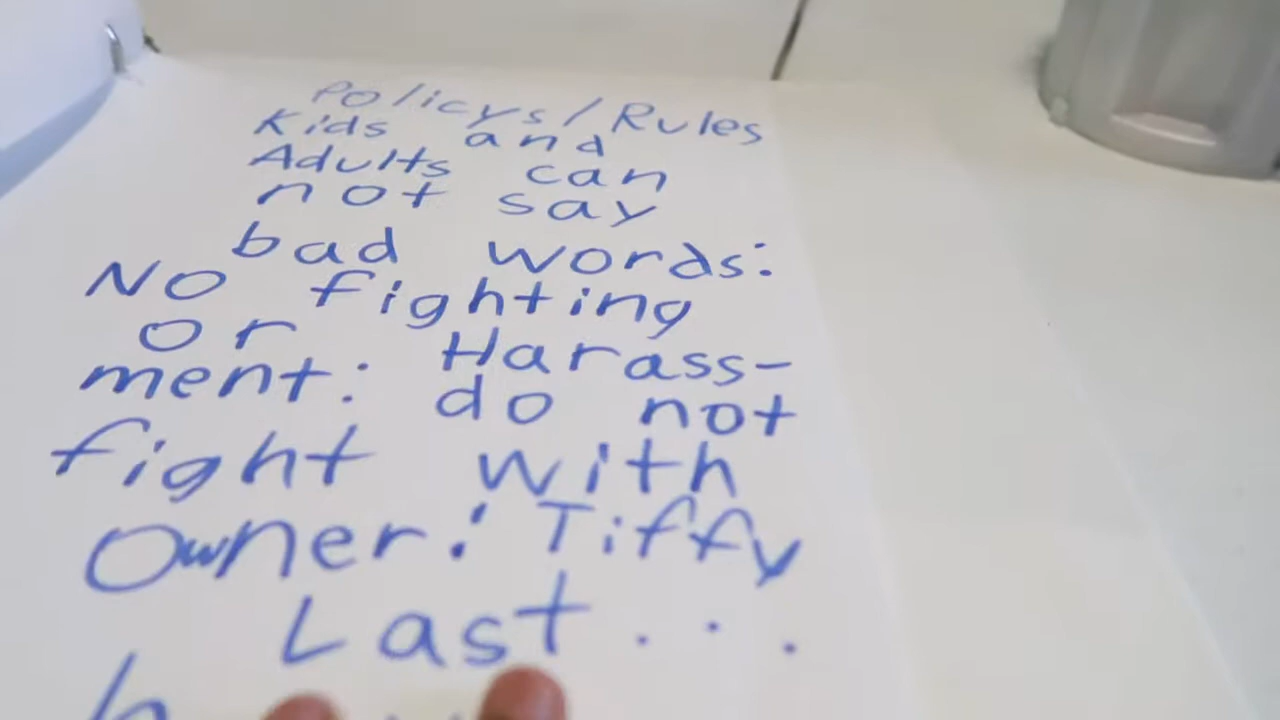 Policys/Rules
Kids and
Adults can
not say
bad words:
No fighting
or Harass-
ment: do not
fight with
Owner! Tiffy
Last...